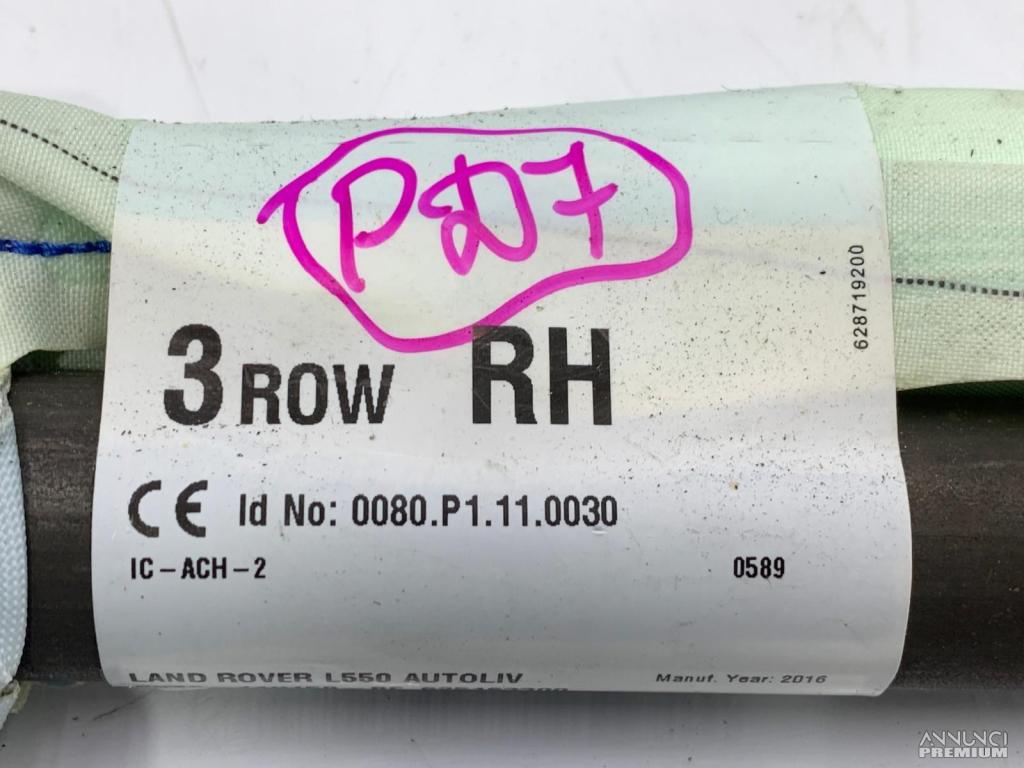 PD7
3 ROW RH
628719200
CE Id No: 0080.P1.11.0030
IC-ACH-2 0589
LAND ROVER L550 AUTOLIV Manut. Year: 2016
ANNUNCI
PREMIUM